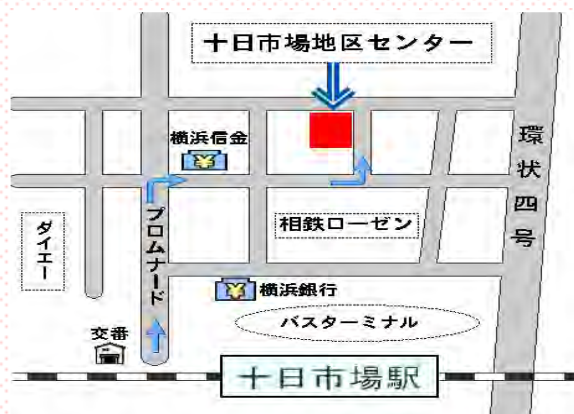 十日市場地区センター
横浜信金
¥
環状四号
ダイエー
プロムナード
相鉄ローゼン
¥
横浜銀行
バスターミナル
交番
十日市場駅